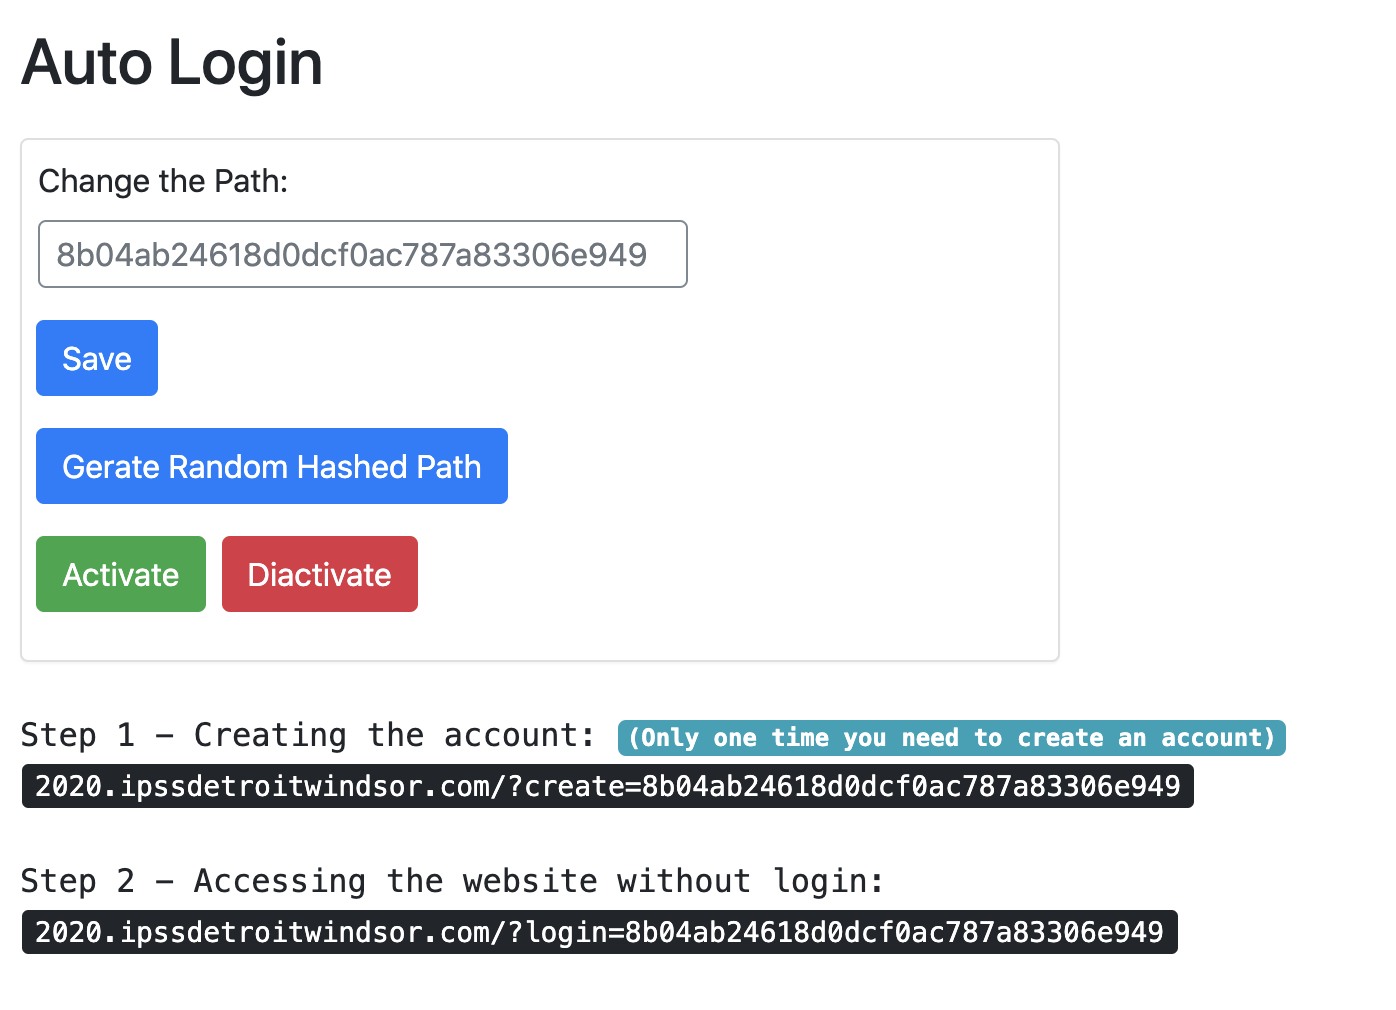 Auto Login
Change the Path:
8b04ab24618d0dcf0ac787a83306e949
Save
Gerate Random Hashed Path
Activate Diactivate
Step 1 – Creating the account: (Only one time you need to create an account)
2020.ipssdetroitwindsor.com/?create=8b04ab24618d0dcf0ac787a83306e949
Step 2 – Accessing the website without login:
2020.ipssdetroitwindsor.com/?login=8b04ab24618d0dcf0ac787a83306e949